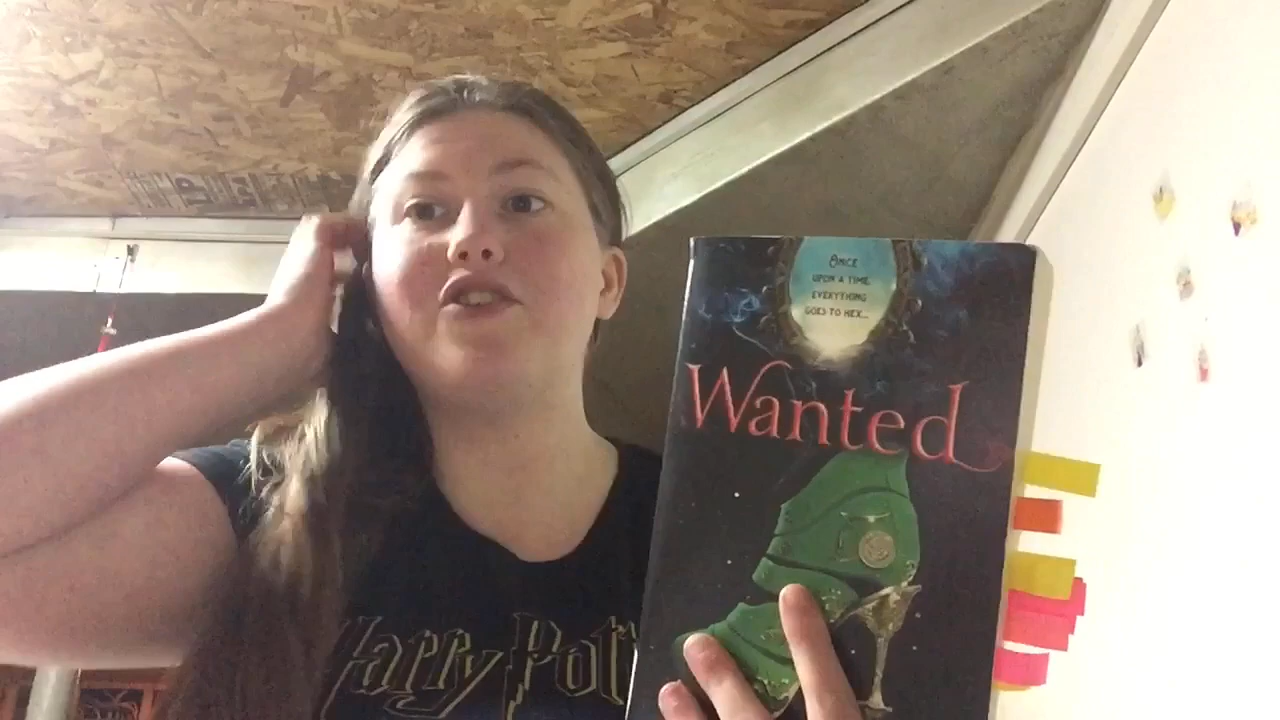 ONCE
UPON A TIME,
EVERYTHING
GOES TO HEX...
Wanted
Harry Pott